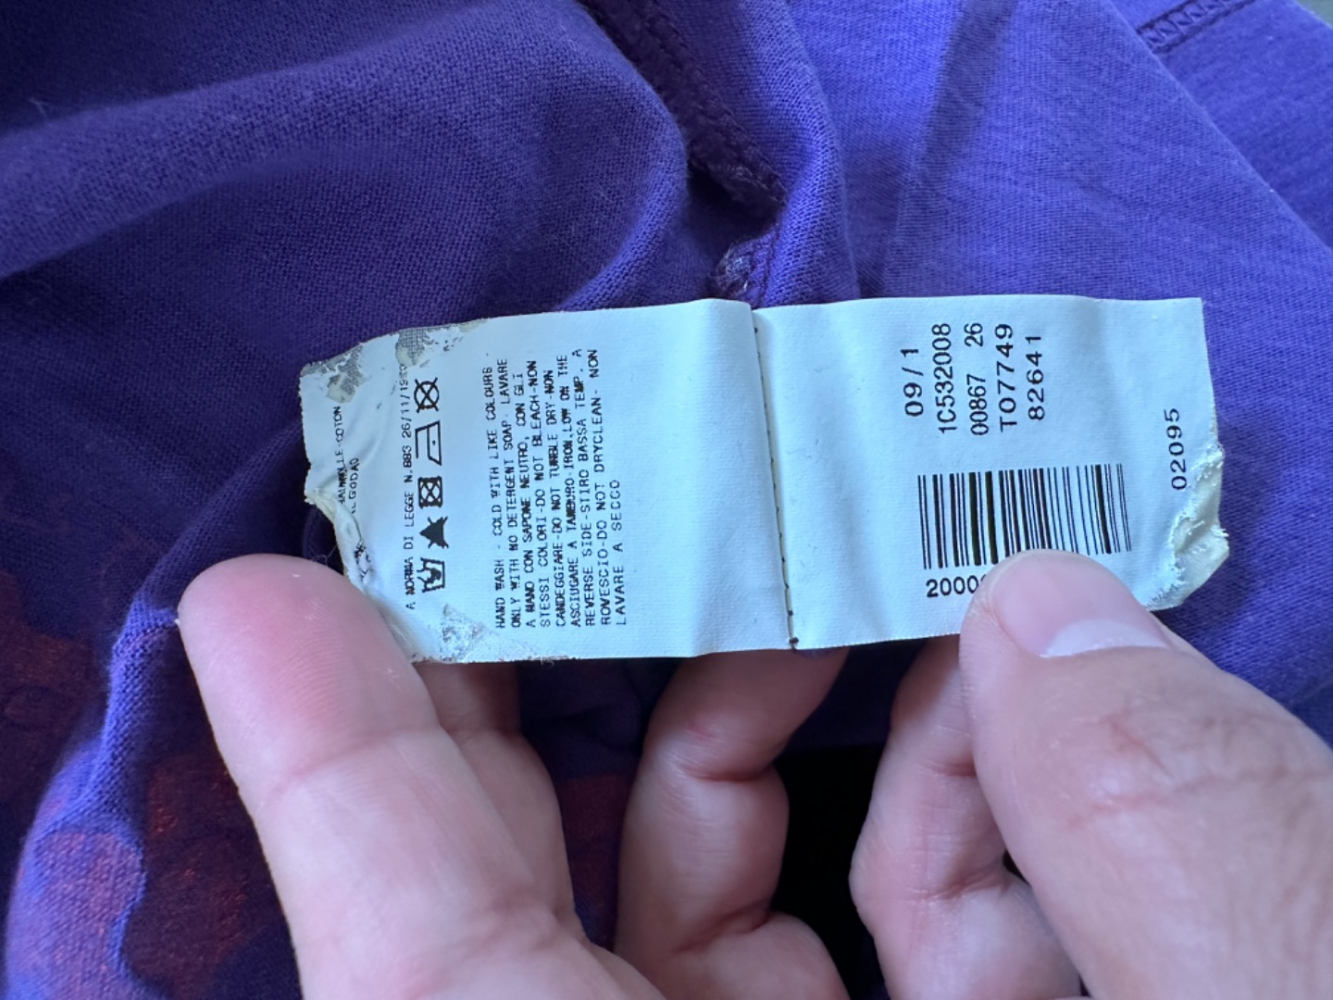 COTON
GODAO
A NORMA DI LEGGE N.883 26/11/19
HAND WASH - COLD WITH LIKE COLOURS
ONLY WITH NO DETERGENT SOAP- LAVARE
A MANO CON SAPONE NEUTRO, CON GLI
STESSI COLORI-DO NOT BLEACH-NON
CANDEGGIARE-DO NOT TUMBLE DRY-NON
ASCIUGARE A TAMBURO-IRON,LOW ON THE
REVERSE SIDE-STIRO BASSA TEMP. A
ROVESCIO-DO NOT DRYCLEAN- NON
LAVARE A SECCO
09/1
1C532008
00867 26
T07749
82641
2000
02095